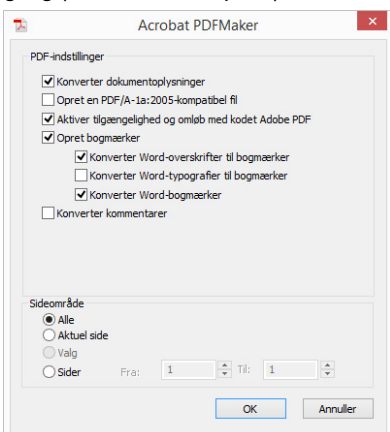 Acrobat PDFMaker
PDF-indstillinger
Konverter dokumentoplysninger
Opret en PDF/A-1a:2005-kompatibel fil
Aktiver tilgængelighed og omløb med kodet Adobe PDF
Opret bogmærker
Konverter Word-overskrifter til bogmærker
Konverter Word-typografier til bogmærker
Konverter Word-bogmærker
Konverter kommentarer
Sideområde
Alle
Aktuel side
Valg
Sider Fra: 1 Til: 1
OK Annuller